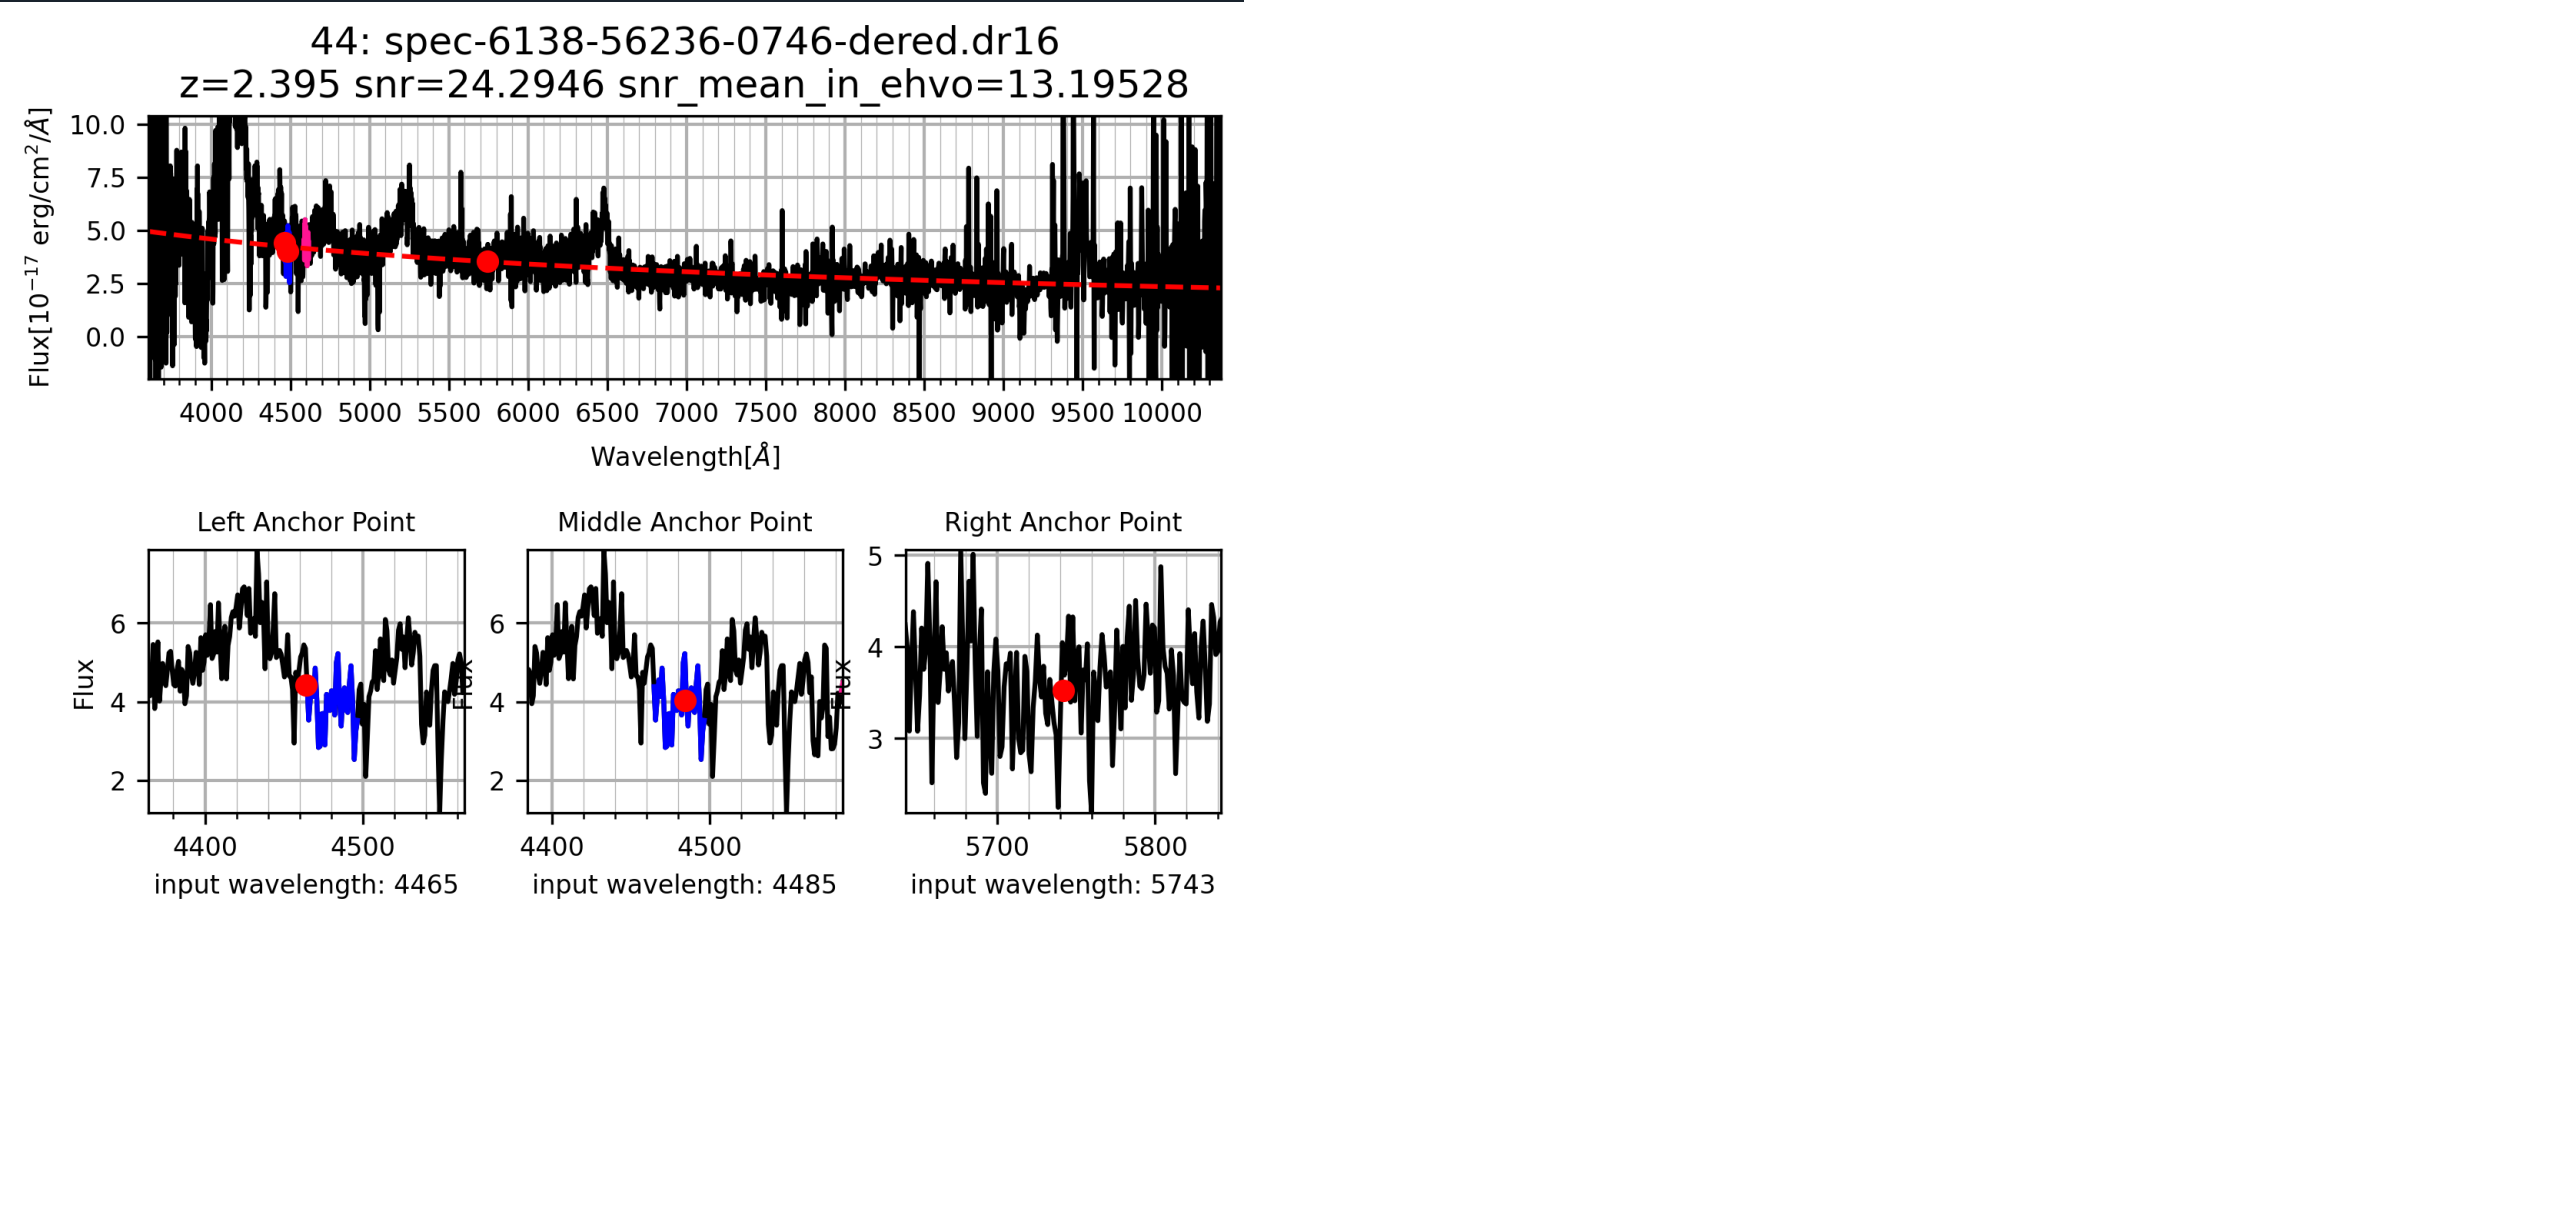 44: spec-6138-56236-0746-dered.dr16
z=2.395 snr=24.2946 snr_mean_in_ehvo=13.19528
Flux[10⁻¹⁷ erg/cm²/Å]
10.0
7.5
5.0
2.5
0.0
4000 4500 5000 5500 6000 6500 7000 7500 8000 8500 9000 9500 10000
Wavelength[Å]
Left Anchor Point
Flux
6
4
2
4400 4500
input wavelength: 4465
Middle Anchor Point
Flux
6
4
2
4400 4500
input wavelength: 4485
Right Anchor Point
Flux
5
4
3
5700 5800
input wavelength: 5743